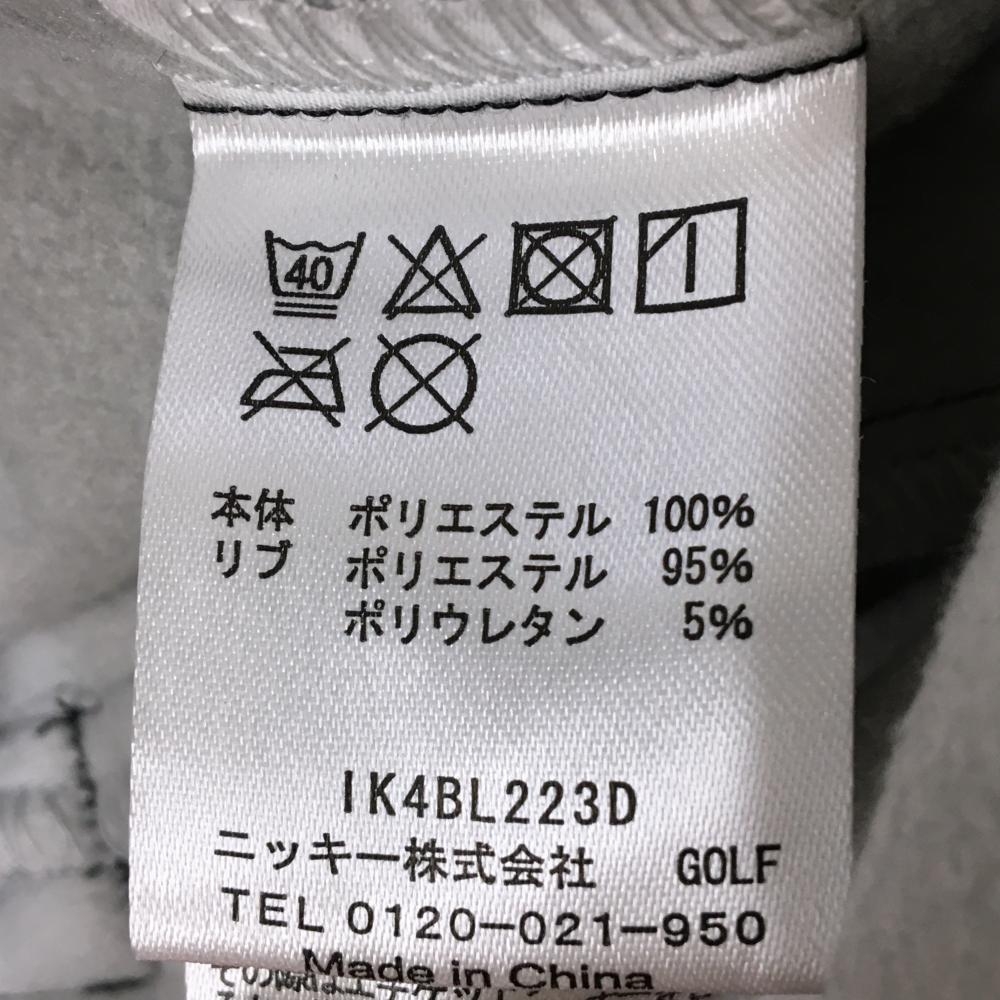 40
本体 ポリエステル 100%
リブ ポリエステル 95%
ポリウレタン 5%
IK4BL223D
ニッキー株式会社 GOLF
TEL 0120-021-950
Made in China